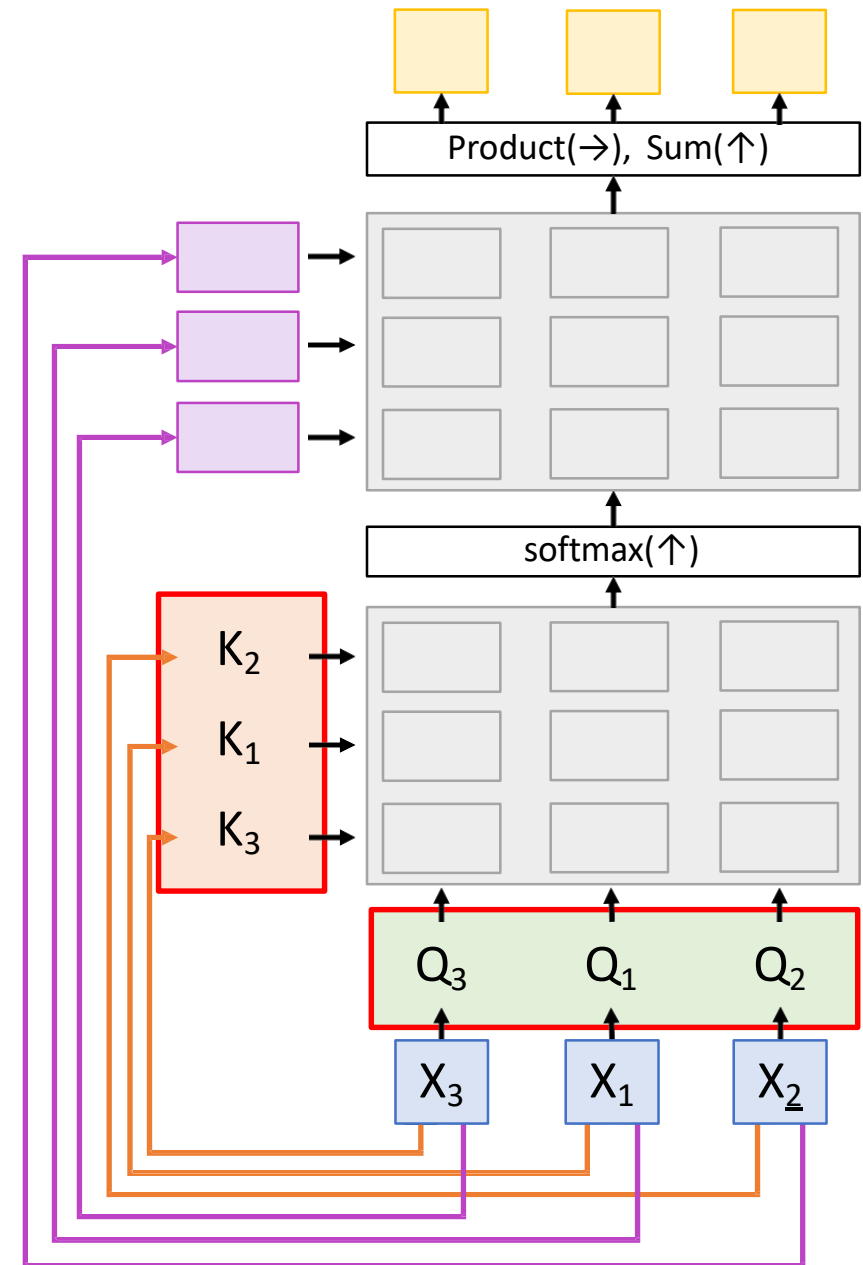 Product(→), Sum(↑)
softmax(↑)
K₂
K₁
K₃
Q₃ Q₁ Q₂
X₃ X₁ X₂